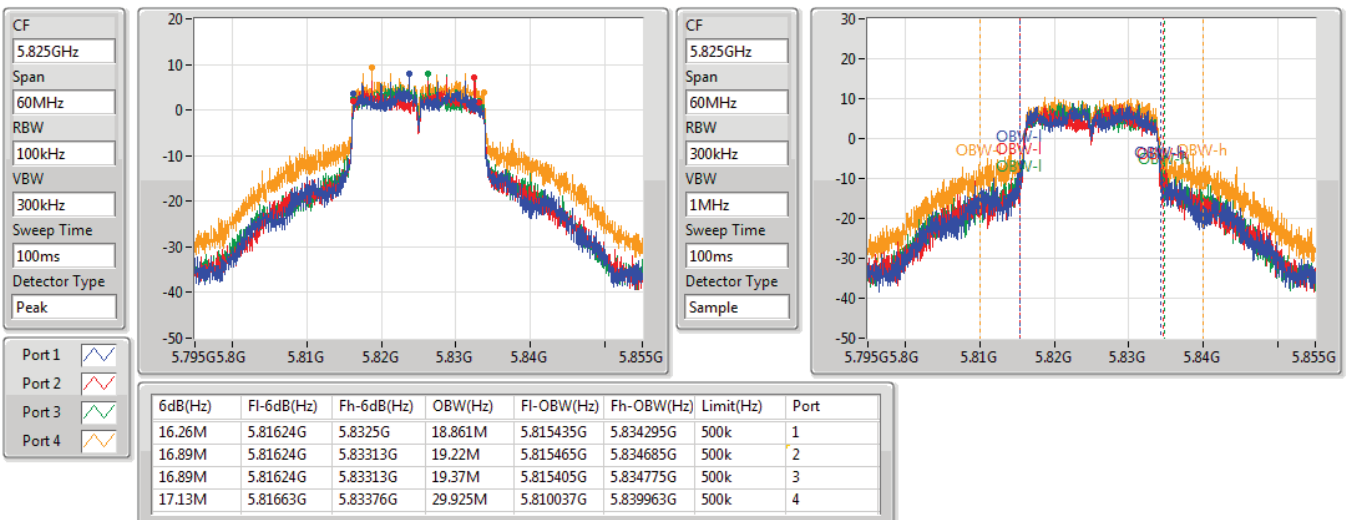 CF
5.825GHz
Span
60MHz
RBW
100kHz
VBW
300kHz
Sweep Time
100ms
Detector Type
Peak
20
10
0
-10
-20
-30
-40
-50
5.795G 5.8G 5.81G 5.82G 5.83G 5.84G 5.855G
CF
5.825GHz
Span
60MHz
RBW
300kHz
VBW
1MHz
Sweep Time
100ms
Detector Type
Sample
30
20
10
0
-10
-20
-30
-40
-50
OBW-l
OBW-l
OBW-l
OBW-h
5.795G 5.8G 5.81G 5.82G 5.83G 5.84G 5.855G
Port 1
Port 2
Port 3
Port 4
6dB(Hz) Fl-6dB(Hz) Fh-6dB(Hz) OBW(Hz) Fl-OBW(Hz) Fh-OBW(Hz) Limit(Hz) Port
16.26M 5.81624G 5.8325G 18.861M 5.815435G 5.834295G 500k 1
16.89M 5.81624G 5.83313G 19.22M 5.815465G 5.834685G 500k 2
16.89M 5.81624G 5.83313G 19.37M 5.815405G 5.834775G 500k 3
17.13M 5.81663G 5.83376G 29.925M 5.810037G 5.839963G 500k 4